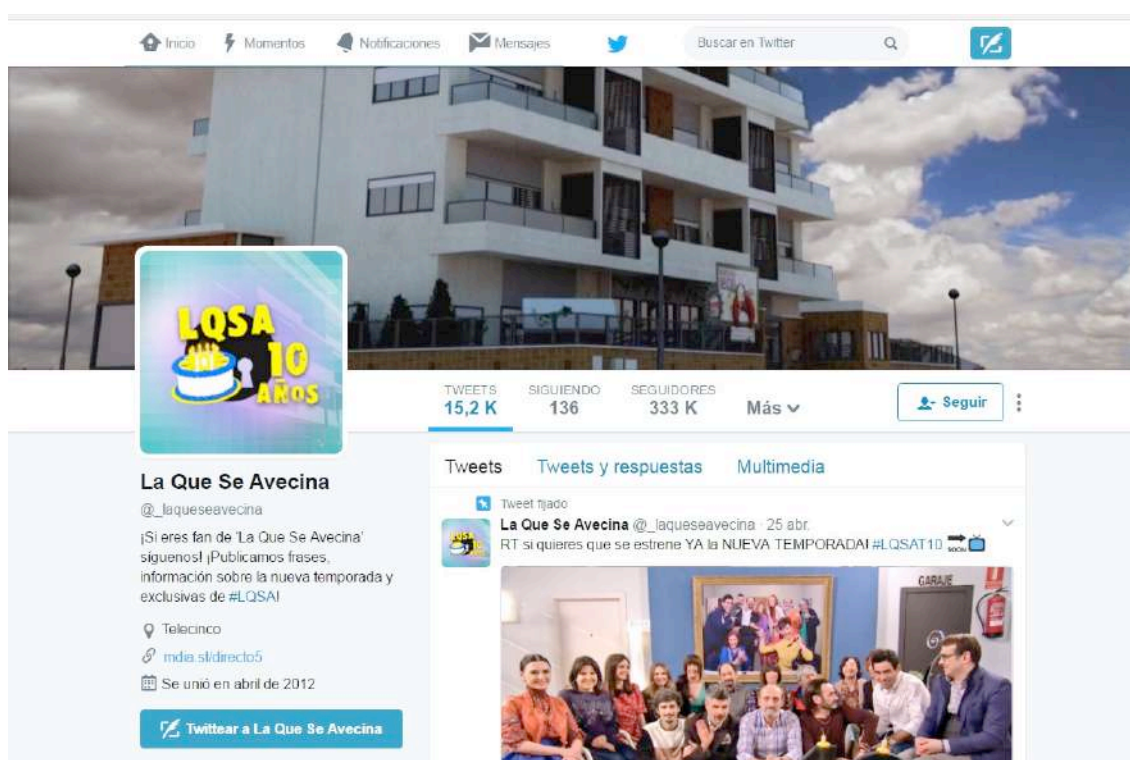 Inicio Momentos Notificaciones Mensajes Buscar en Twitter
LQSA
10
AÑOS
TWEETS SIGUIENDO SEGUIDORES
15,2 K 136 333 K Más
Seguir
La Que Se Avecina
@_laqueseavecina
¡Si eres fan de 'La Que Se Avecina'
síguenos! ¡Publicamos frases,
información sobre la nueva temporada y
exclusivas de #LQSA!
Telecinco
mdia.st/directo5
Se unió en abril de 2012
Twittear a La Que Se Avecina
Tweets Tweets y respuestas Multimedia
Tweet fijado
La Que Se Avecina @_laqueseavecina · 25 abr.
RT si quieres que se estrene YA la NUEVA TEMPORADA! #LQSAT10
SOON
GARAJE